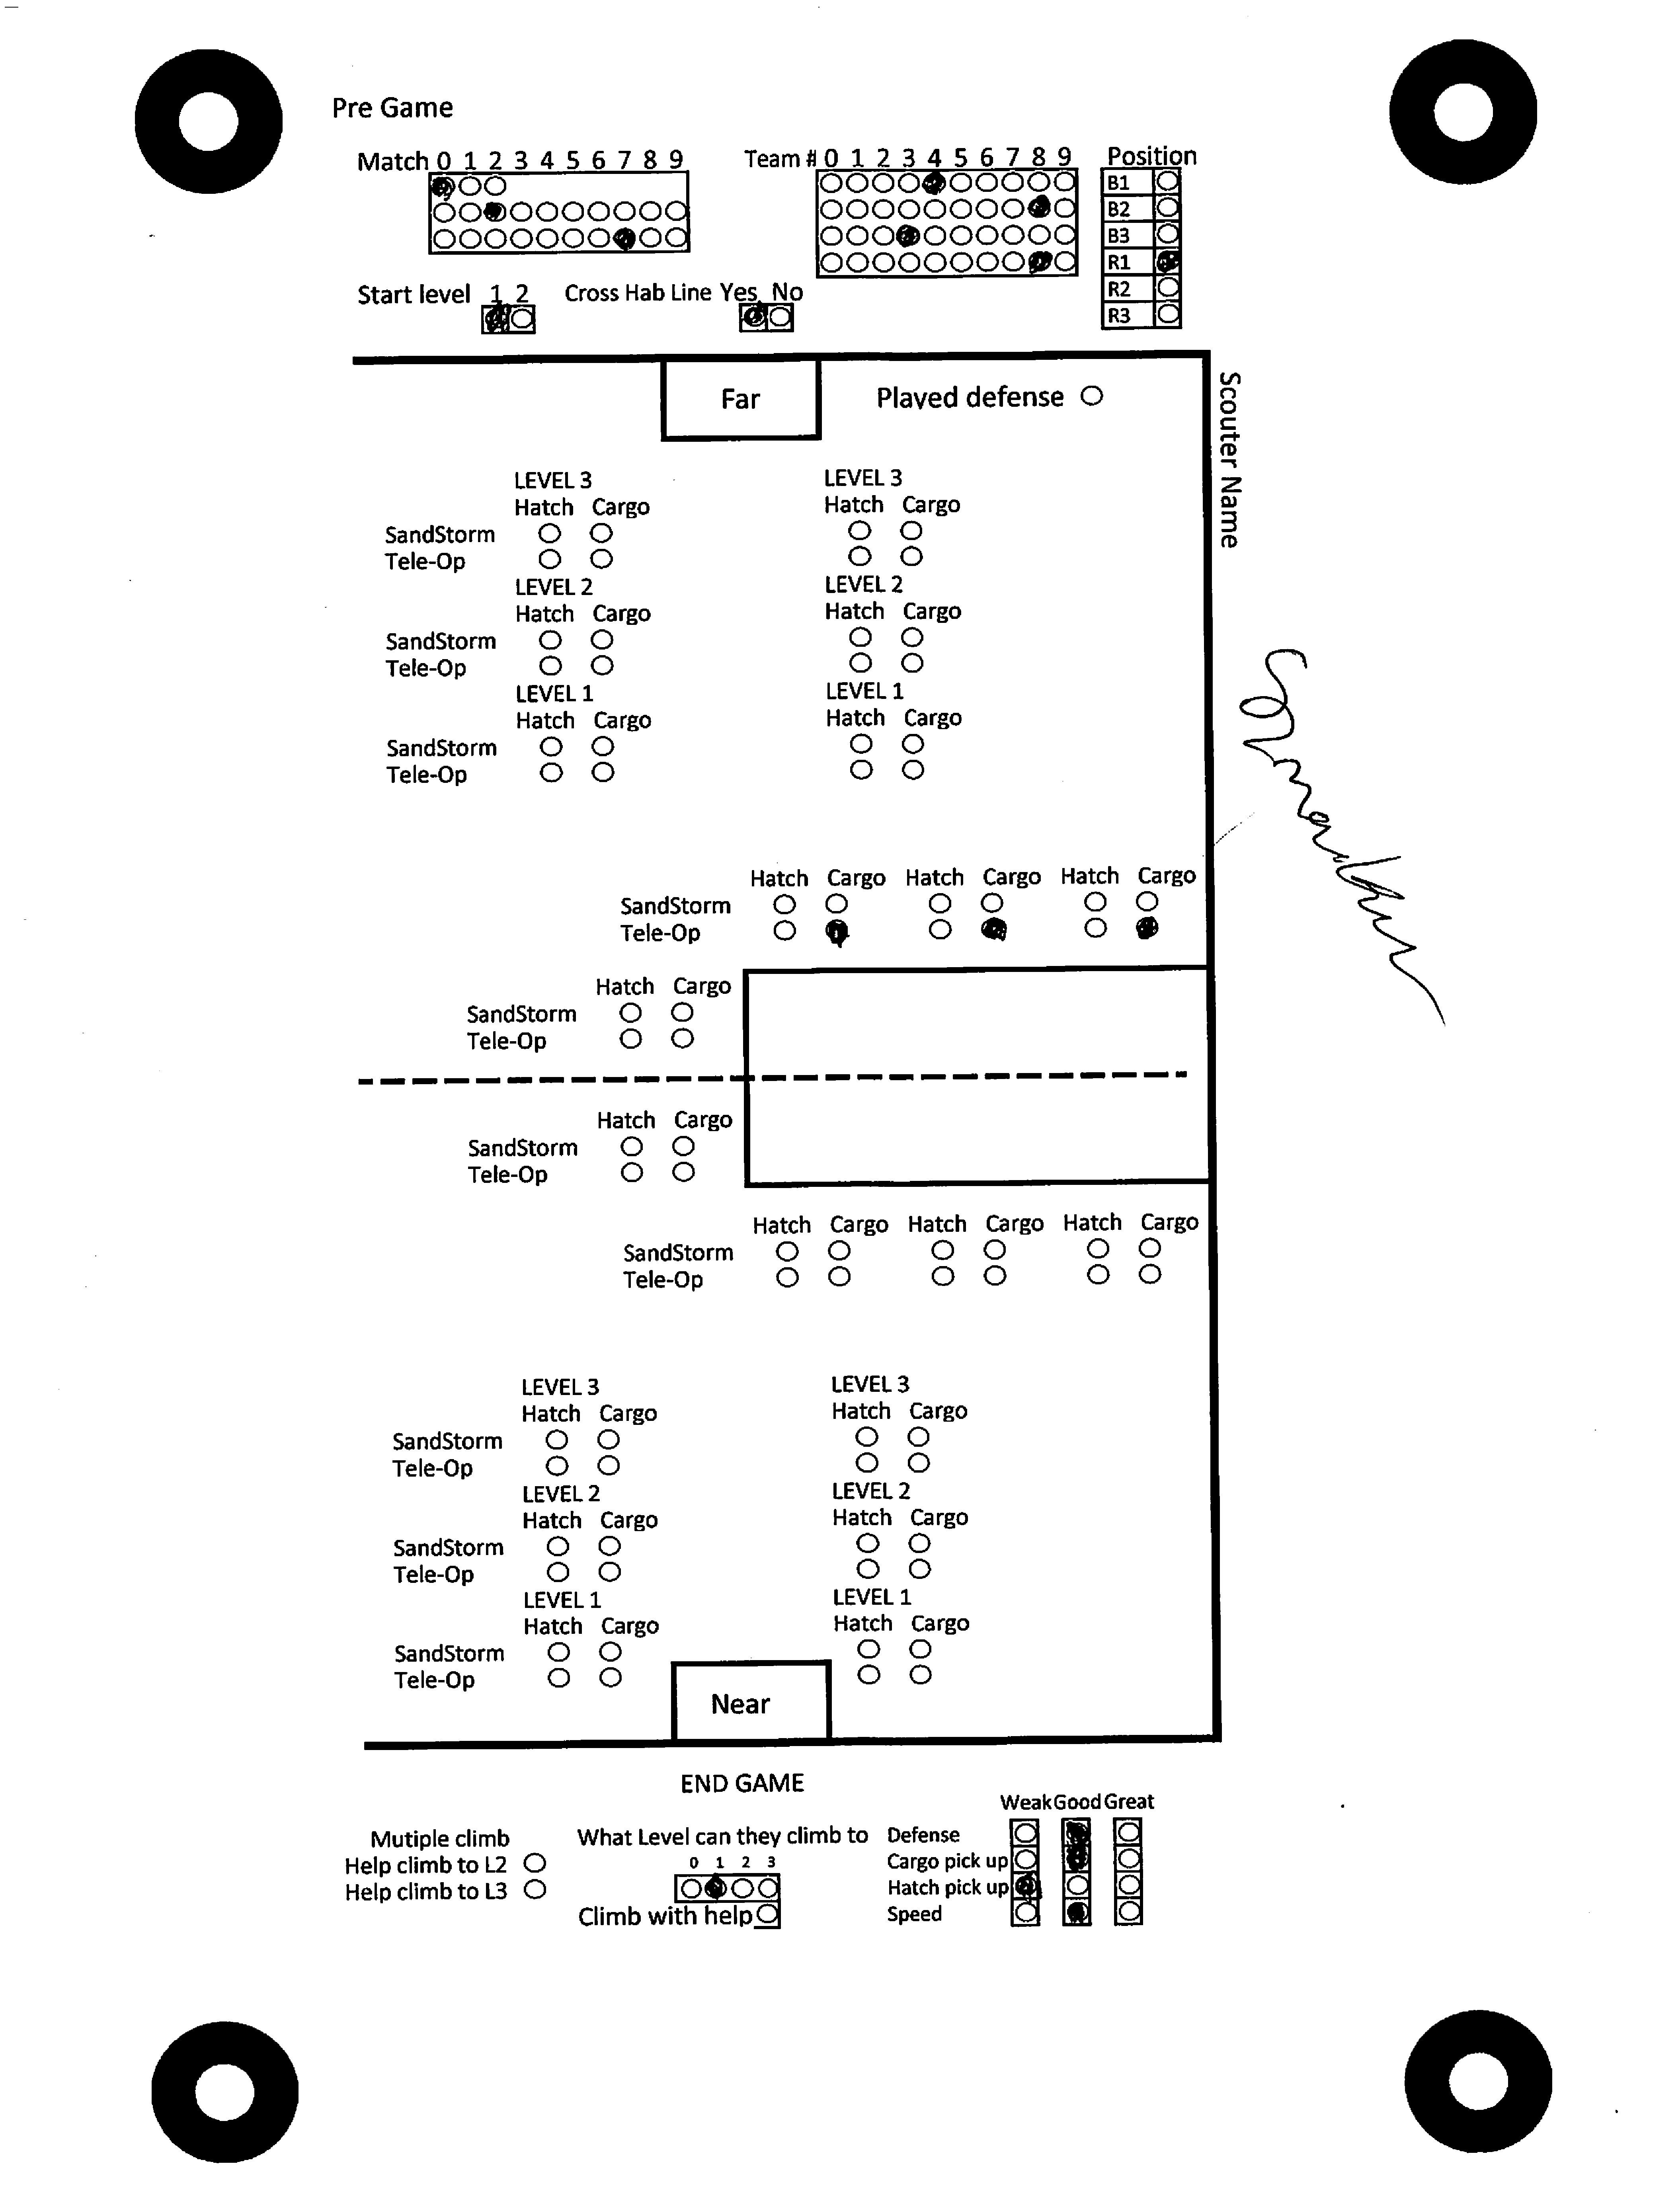 Pre Game
Match 0 1 2 3 4 5 6 7 8 9
Team # 0 1 2 3 4 5 6 7 8 9
Position
B1
B2
B3
R1
R2
R3
Start level 1 2
Cross Hab Line Yes No
Far
Played defense
Scouter Name
LEVEL 3 LEVEL 3
Hatch Cargo Hatch Cargo
SandStorm
Tele-Op
LEVEL 2 LEVEL 2
Hatch Cargo Hatch Cargo
SandStorm
Tele-Op
LEVEL 1 LEVEL 1
Hatch Cargo Hatch Cargo
SandStorm
Tele-Op
Hatch Cargo Hatch Cargo Hatch Cargo
SandStorm
Tele-Op
Hatch Cargo
SandStorm
Tele-Op
Hatch Cargo
SandStorm
Tele-Op
Hatch Cargo Hatch Cargo Hatch Cargo
SandStorm
Tele-Op
LEVEL 3 LEVEL 3
Hatch Cargo Hatch Cargo
SandStorm
Tele-Op
LEVEL 2 LEVEL 2
Hatch Cargo Hatch Cargo
SandStorm
Tele-Op
LEVEL 1 LEVEL 1
Hatch Cargo Hatch Cargo
SandStorm
Tele-Op
Near
END GAME
Mutiple climb
Help climb to L2
Help climb to L3
What Level can they climb to
0 1 2 3
Climb with help
Weak Good Great
Defense
Cargo pick up
Hatch pick up
Speed